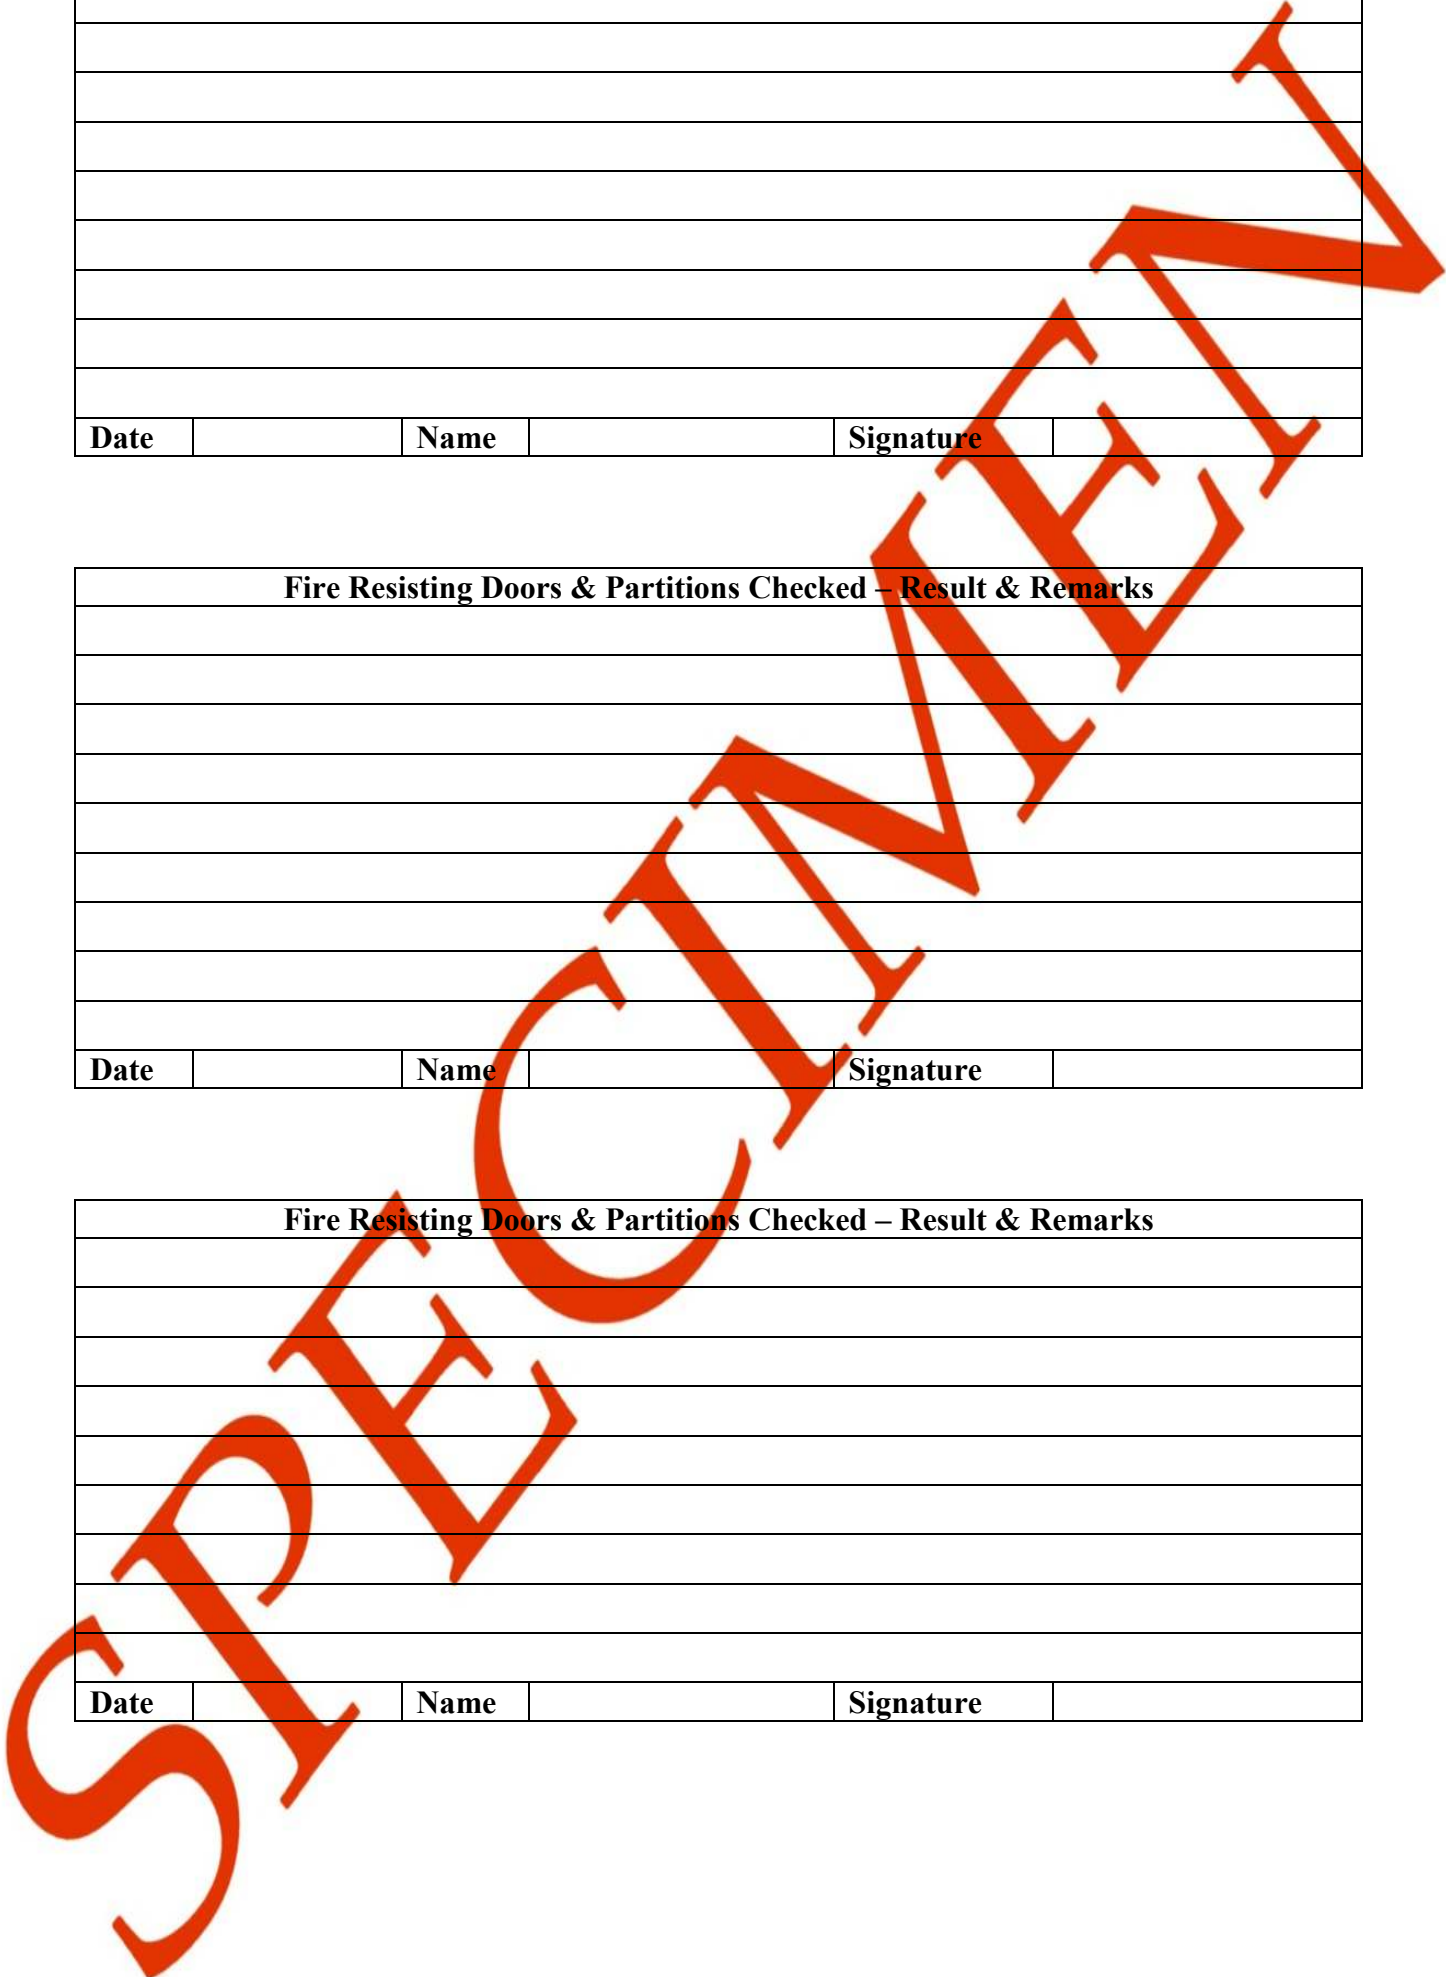 Date Name Signature
Fire Resisting Doors & Partitions Checked – Result & Remarks
Date Name Signature
Fire Resisting Doors & Partitions Checked – Result & Remarks
Date Name Signature
SPECIMEN